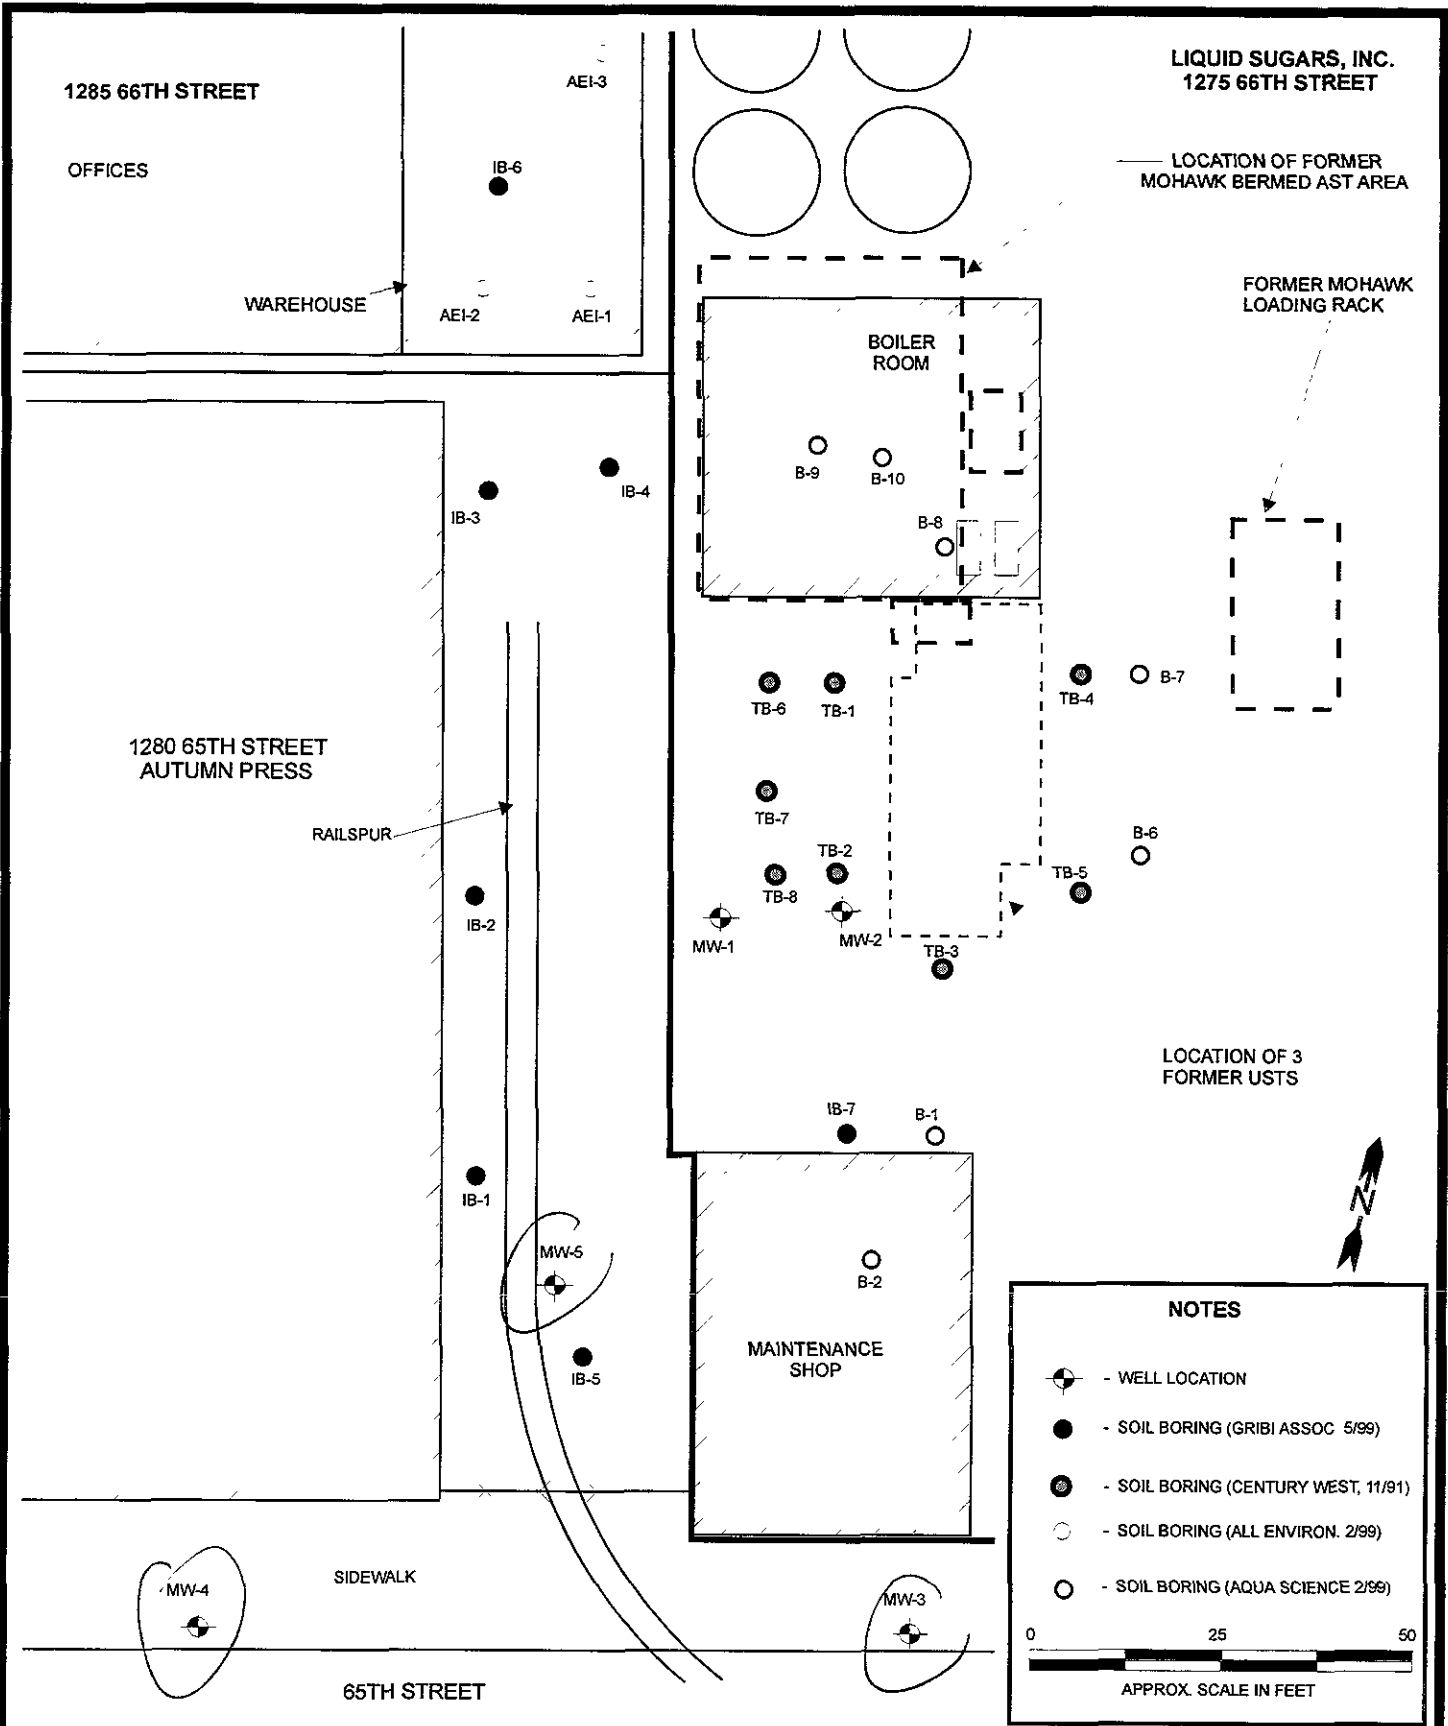 1285 66TH STREET
OFFICES
AEI-3
IB-6
WAREHOUSE
AEI-2
AEI-1
LIQUID SUGARS, INC.
1275 66TH STREET
LOCATION OF FORMER
MOHAWK BERMED AST AREA
FORMER MOHAWK
LOADING RACK
BOILER
ROOM
B-9
B-10
B-8
IB-3
IB-4
1280 65TH STREET
AUTUMN PRESS
RAILSPUR
TB-6
TB-1
TB-4
B-7
TB-7
TB-2
TB-8
B-6
TB-5
IB-2
MW-1
MW-2
TB-3
LOCATION OF 3
FORMER USTS
IB-7
B-1
IB-1
MW-5
B-2
IB-5
MAINTENANCE
SHOP
N
MW-4
SIDEWALK
MW-3
65TH STREET
NOTES
- WELL LOCATION
- SOIL BORING (GRIBI ASSOC 5/99)
- SOIL BORING (CENTURY WEST, 11/91)
- SOIL BORING (ALL ENVIRON. 2/99)
- SOIL BORING (AQUA SCIENCE 2/99)
0 25 50
APPROX. SCALE IN FEET